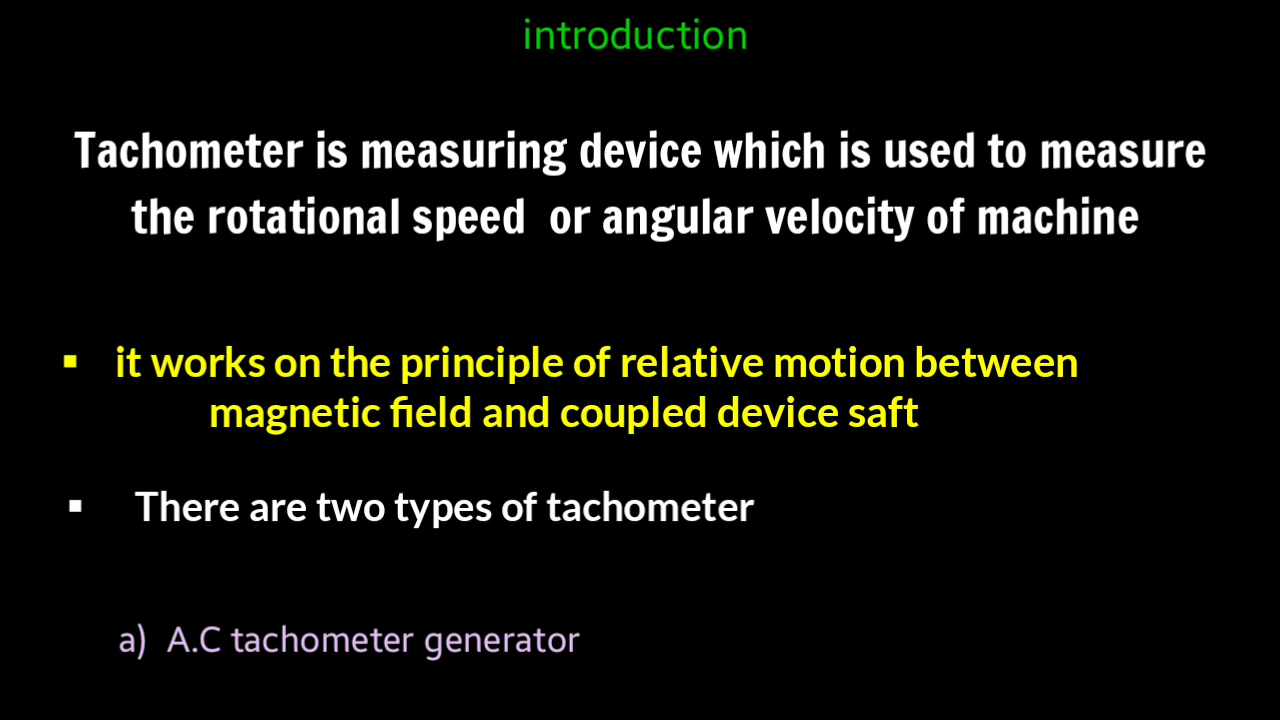 introduction
Tachometer is measuring device which is used to measure
the rotational speed or angular velocity of machine
▪ it works on the principle of relative motion between
magnetic field and coupled device saft
▪ There are two types of tachometer
a) A.C tachometer generator